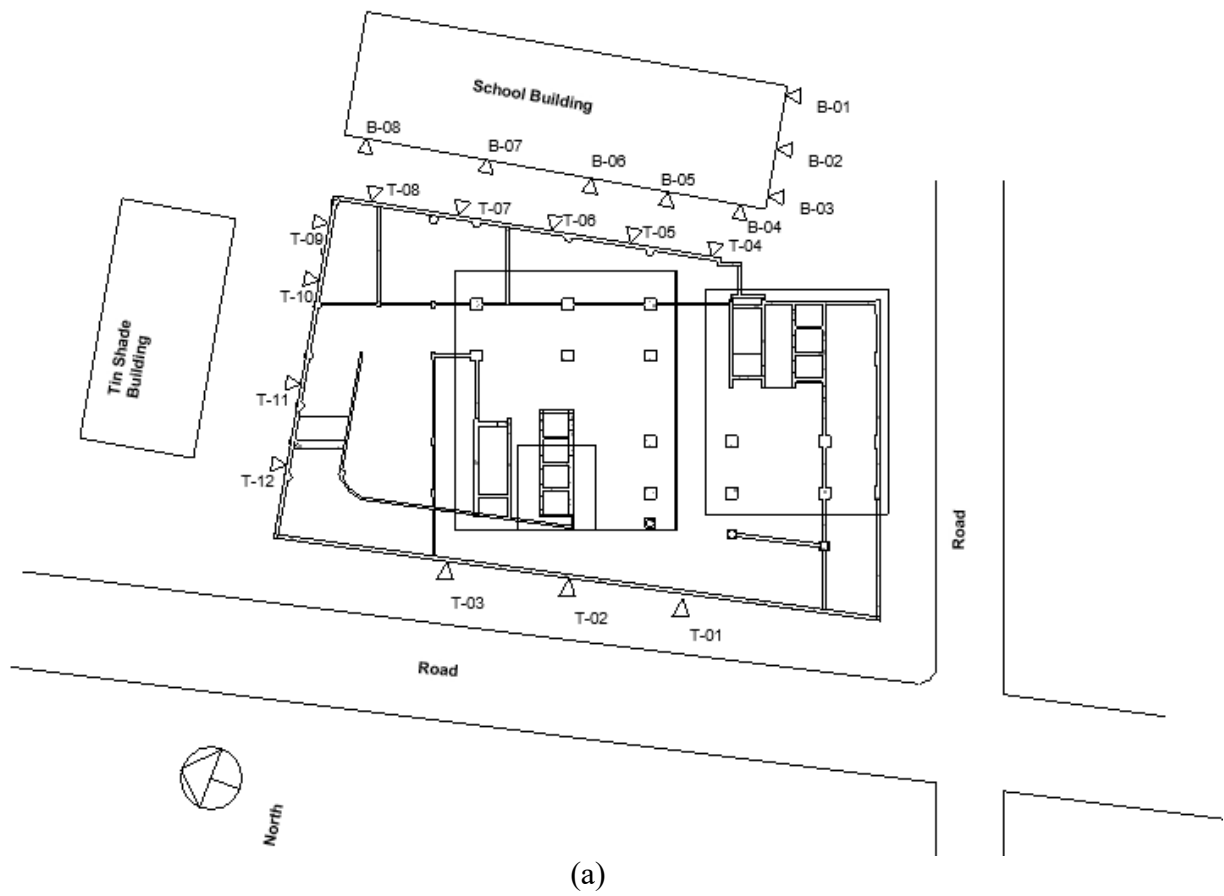 School Building
B-01
B-02
B-03
B-04
B-05
B-06
B-07
B-08
T-08
T-07
T-06
T-05
T-04
T-09
T-10
T-11
T-12
Tin Shade
Building
T-03
T-02
T-01
Road
Road
North
(a)